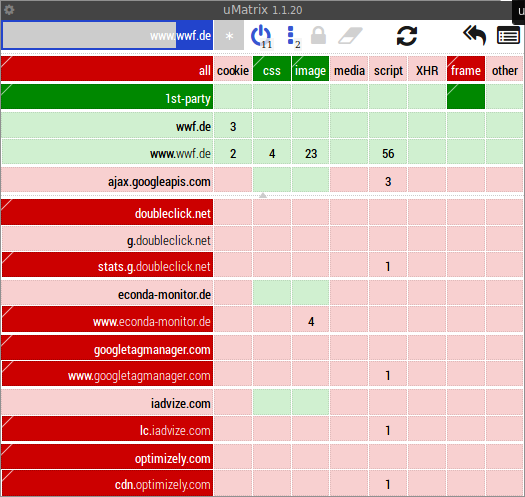 uMatrix 1.1.20
www.wwf.de * 11 2
all cookie css image media script XHR frame other
1st-party
wwf.de 3
www.wwf.de 2 4 23 56
ajax.googleapis.com 3
doubleclick.net
g.doubleclick.net
stats.g.doubleclick.net 1
econda-monitor.de
www.econda-monitor.de 4
googletagmanager.com
www.googletagmanager.com 1
iadvize.com
lc.iadvize.com 1
optimizely.com
cdn.optimizely.com 1